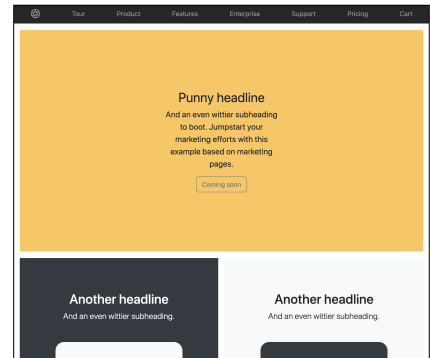 Tour Product Features Enterprise Support Pricing Cart
Punny headline
And an even wittier subheading
to boot. Jumpstart your
marketing efforts with this
example based on marketing
pages.
Coming soon
Another headline
And an even wittier subheading.
Another headline
And an even wittier subheading.